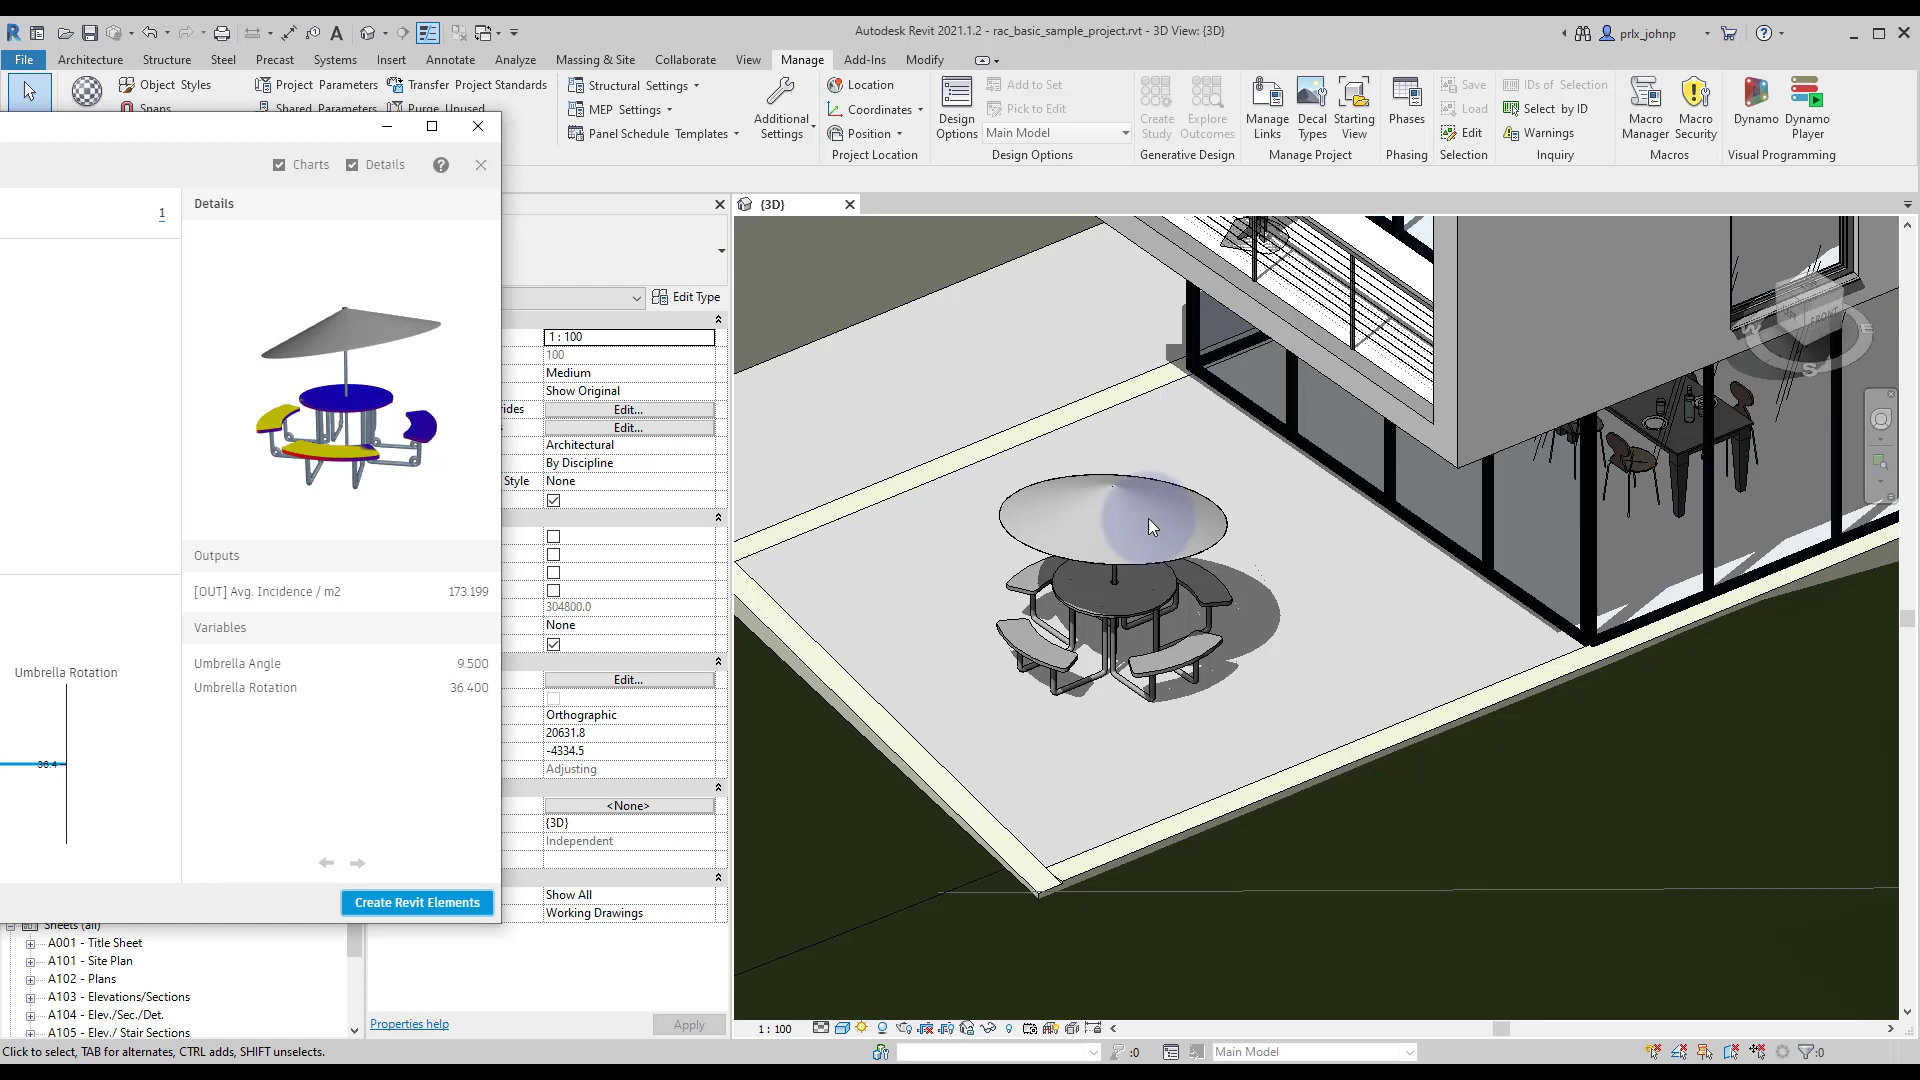 Autodesk Revit 2021.1.2 - rac_basic_sample_project.rvt - 3D View: {3D}
prlx_johnp
File
Architecture
Structure
Steel
Precast
Systems
Insert
Annotate
Analyze
Massing & Site
Collaborate
View
Manage
Add-Ins
Modify
Object Styles
Snaps
Project Parameters
Shared Parameters
Transfer Project Standards
Purge Unused
Structural Settings
MEP Settings
Panel Schedule Templates
Additional
Settings
Location
Coordinates
Position
Project Location
Design
Options
Add to Set
Pick to Edit
Main Model
Design Options
Create
Study
Explore
Outcomes
Generative Design
Manage
Links
Decal
Types
Starting
View
Manage Project
Phases
Phasing
Save
Load
Edit
Selection
IDs of Selection
Select by ID
Warnings
Inquiry
Macro
Manager
Macro
Security
Macros
Dynamo
Dynamo
Player
Visual Programming
Charts
Details
1
Details
Outputs
[OUT] Avg. Incidence / m2 173.199
Variables
Umbrella Angle 9.500
Umbrella Rotation 36.400
Umbrella Rotation
36.4
Create Revit Elements
Edit Type
1 : 100
100
Medium
Show Original
rides Edit...
Edit...
Architectural
By Discipline
Style None
304800.0
None
Edit...
Orthographic
20631.8
-4334.5
Adjusting
<None>
{3D}
Independent
Show All
Working Drawings
Properties help
Apply
Sheets (all)
A001 - Title Sheet
A101 - Site Plan
A102 - Plans
A103 - Elevations/Sections
A104 - Elev./Sec./Det.
A105 - Elev./ Stair Sections
{3D}
FRONT
W
E
S
1 : 100
Click to select, TAB for alternates, CTRL adds, SHIFT unselects.
:0
Main Model
:0